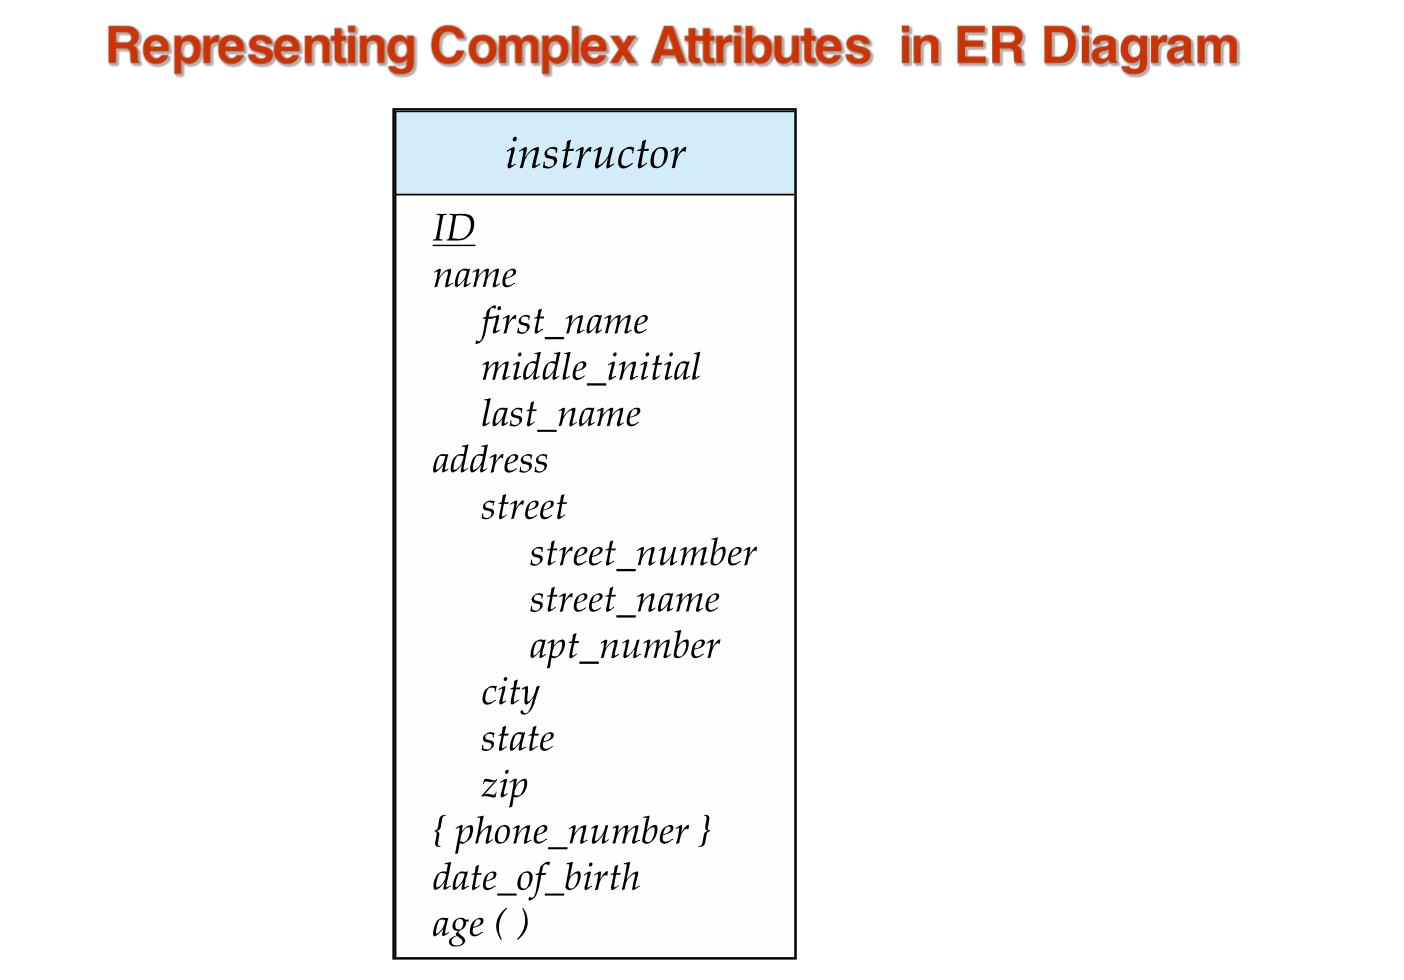 Representing Complex Attributes in ER Diagram
instructor
ID
name
first_name
middle_initial
last_name
address
street
street_number
street_name
apt_number
city
state
zip
{ phone_number }
date_of_birth
age ( )